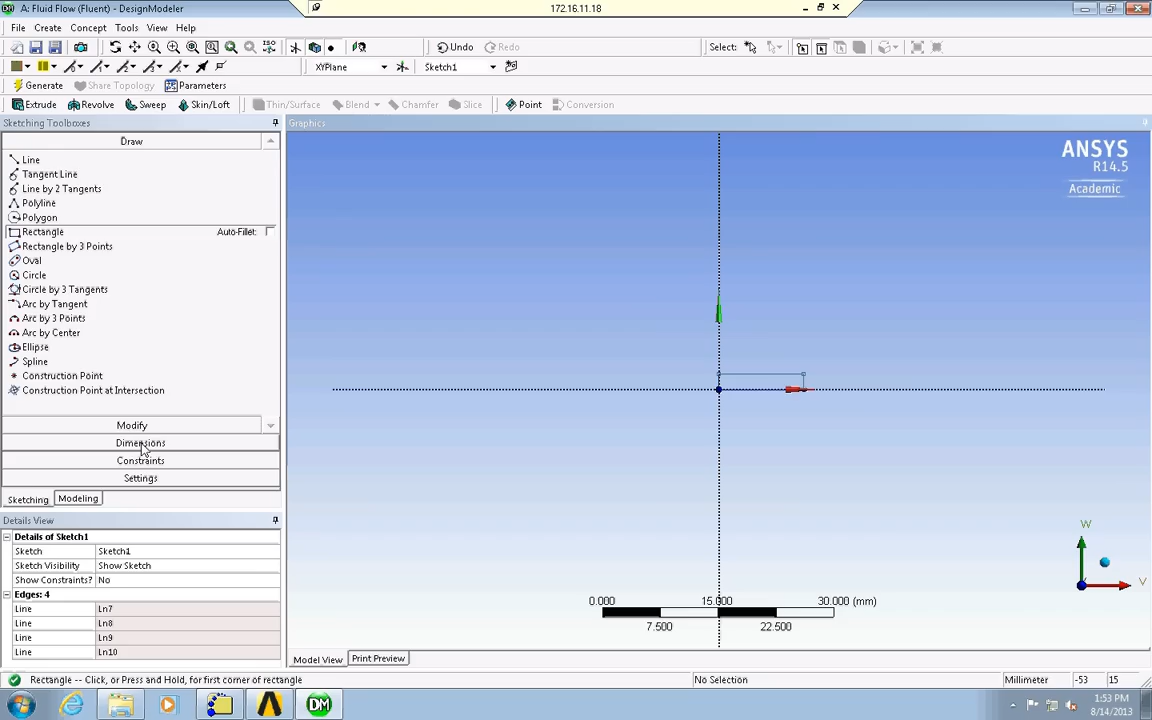 A: Fluid Flow (Fluent) - DesignModeler
172.16.11.18
File Create Concept Tools View Help
Undo Redo Select:
XYPlane Sketch1
Generate Share Topology Parameters
Extrude Revolve Sweep Skin/Loft Thin/Surface Blend Chamfer Slice Point Conversion
Sketching Toolboxes
Graphics
Draw
Line
Tangent Line
Line by 2 Tangents
Polyline
Polygon
Rectangle Auto-Fillet:
Rectangle by 3 Points
Oval
Circle
Circle by 3 Tangents
Arc by Tangent
Arc by 3 Points
Arc by Center
Ellipse
Spline
Construction Point
Construction Point at Intersection
Modify
Dimensions
Constraints
Settings
Sketching Modeling
Details View
Details of Sketch1
Sketch Sketch1
Sketch Visibility Show Sketch
Show Constraints? No
Edges: 4
Line Ln7
Line Ln8
Line Ln9
Line Ln10
ANSYS
R14.5
Academic
W
V
0.000 15.000 30.000 (mm)
7.500 22.500
Model View Print Preview
Rectangle -- Click, or Press and Hold, for first corner of rectangle No Selection Millimeter -53 15
DM
1:53 PM
8/14/2013